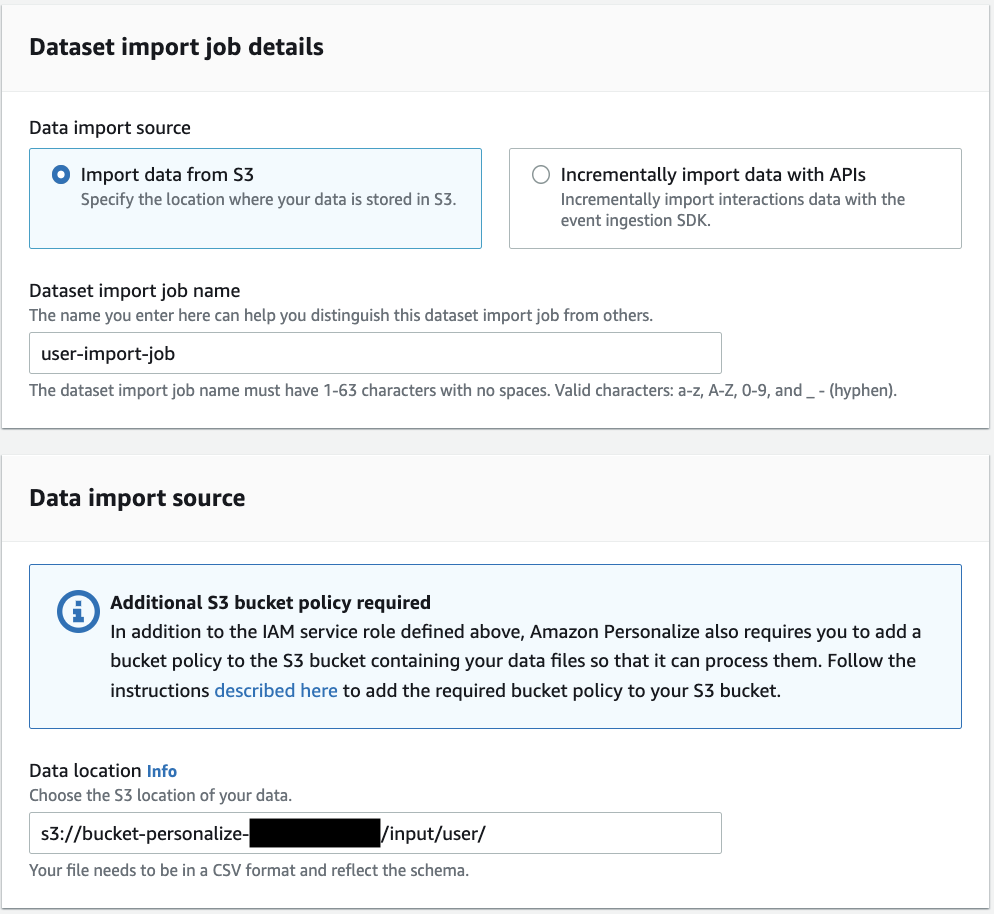 Dataset import job details
Data import source
Import data from S3
Specify the location where your data is stored in S3.
Incrementally import data with APIs
Incrementally import interactions data with the
event ingestion SDK.
Dataset import job name
The name you enter here can help you distinguish this dataset import job from others.
user-import-job
The dataset import job name must have 1-63 characters with no spaces. Valid characters: a-z, A-Z, 0-9, and _ - (hyphen).
Data import source
Additional S3 bucket policy required
In addition to the IAM service role defined above, Amazon Personalize also requires you to add a
bucket policy to the S3 bucket containing your data files so that it can process them. Follow the
instructions described here to add the required bucket policy to your S3 bucket.
Data location Info
Choose the S3 location of your data.
s3://bucket-personalize- /input/user/
Your file needs to be in a CSV format and reflect the schema.